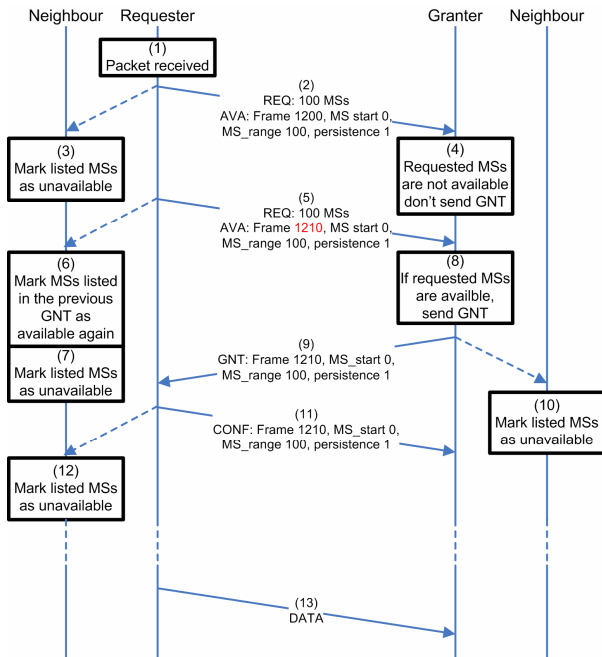 Neighbour Requester Granter Neighbour
(1)
Packet received
(2)
REQ: 100 MSs
AVA: Frame 1200, MS start 0,
MS_range 100, persistence 1
(3)
Mark listed MSs
as unavailable
(4)
Requested MSs
are not available
don't send GNT
(5)
REQ: 100 MSs
AVA: Frame 1210, MS start 0,
MS_range 100, persistence 1
(6)
Mark MSs listed
in the previous
GNT as
available again
(8)
If requested MSs
are availble,
send GNT
(7)
Mark listed MSs
as unavailable
(9)
GNT: Frame 1210, MS_start 0,
MS_range 100, persistence 1
(10)
Mark listed MSs
as unavailable
(11)
CONF: Frame 1210, MS_start 0,
MS_range 100, persistence 1
(12)
Mark listed MSs
as unavailable
(13)
DATA